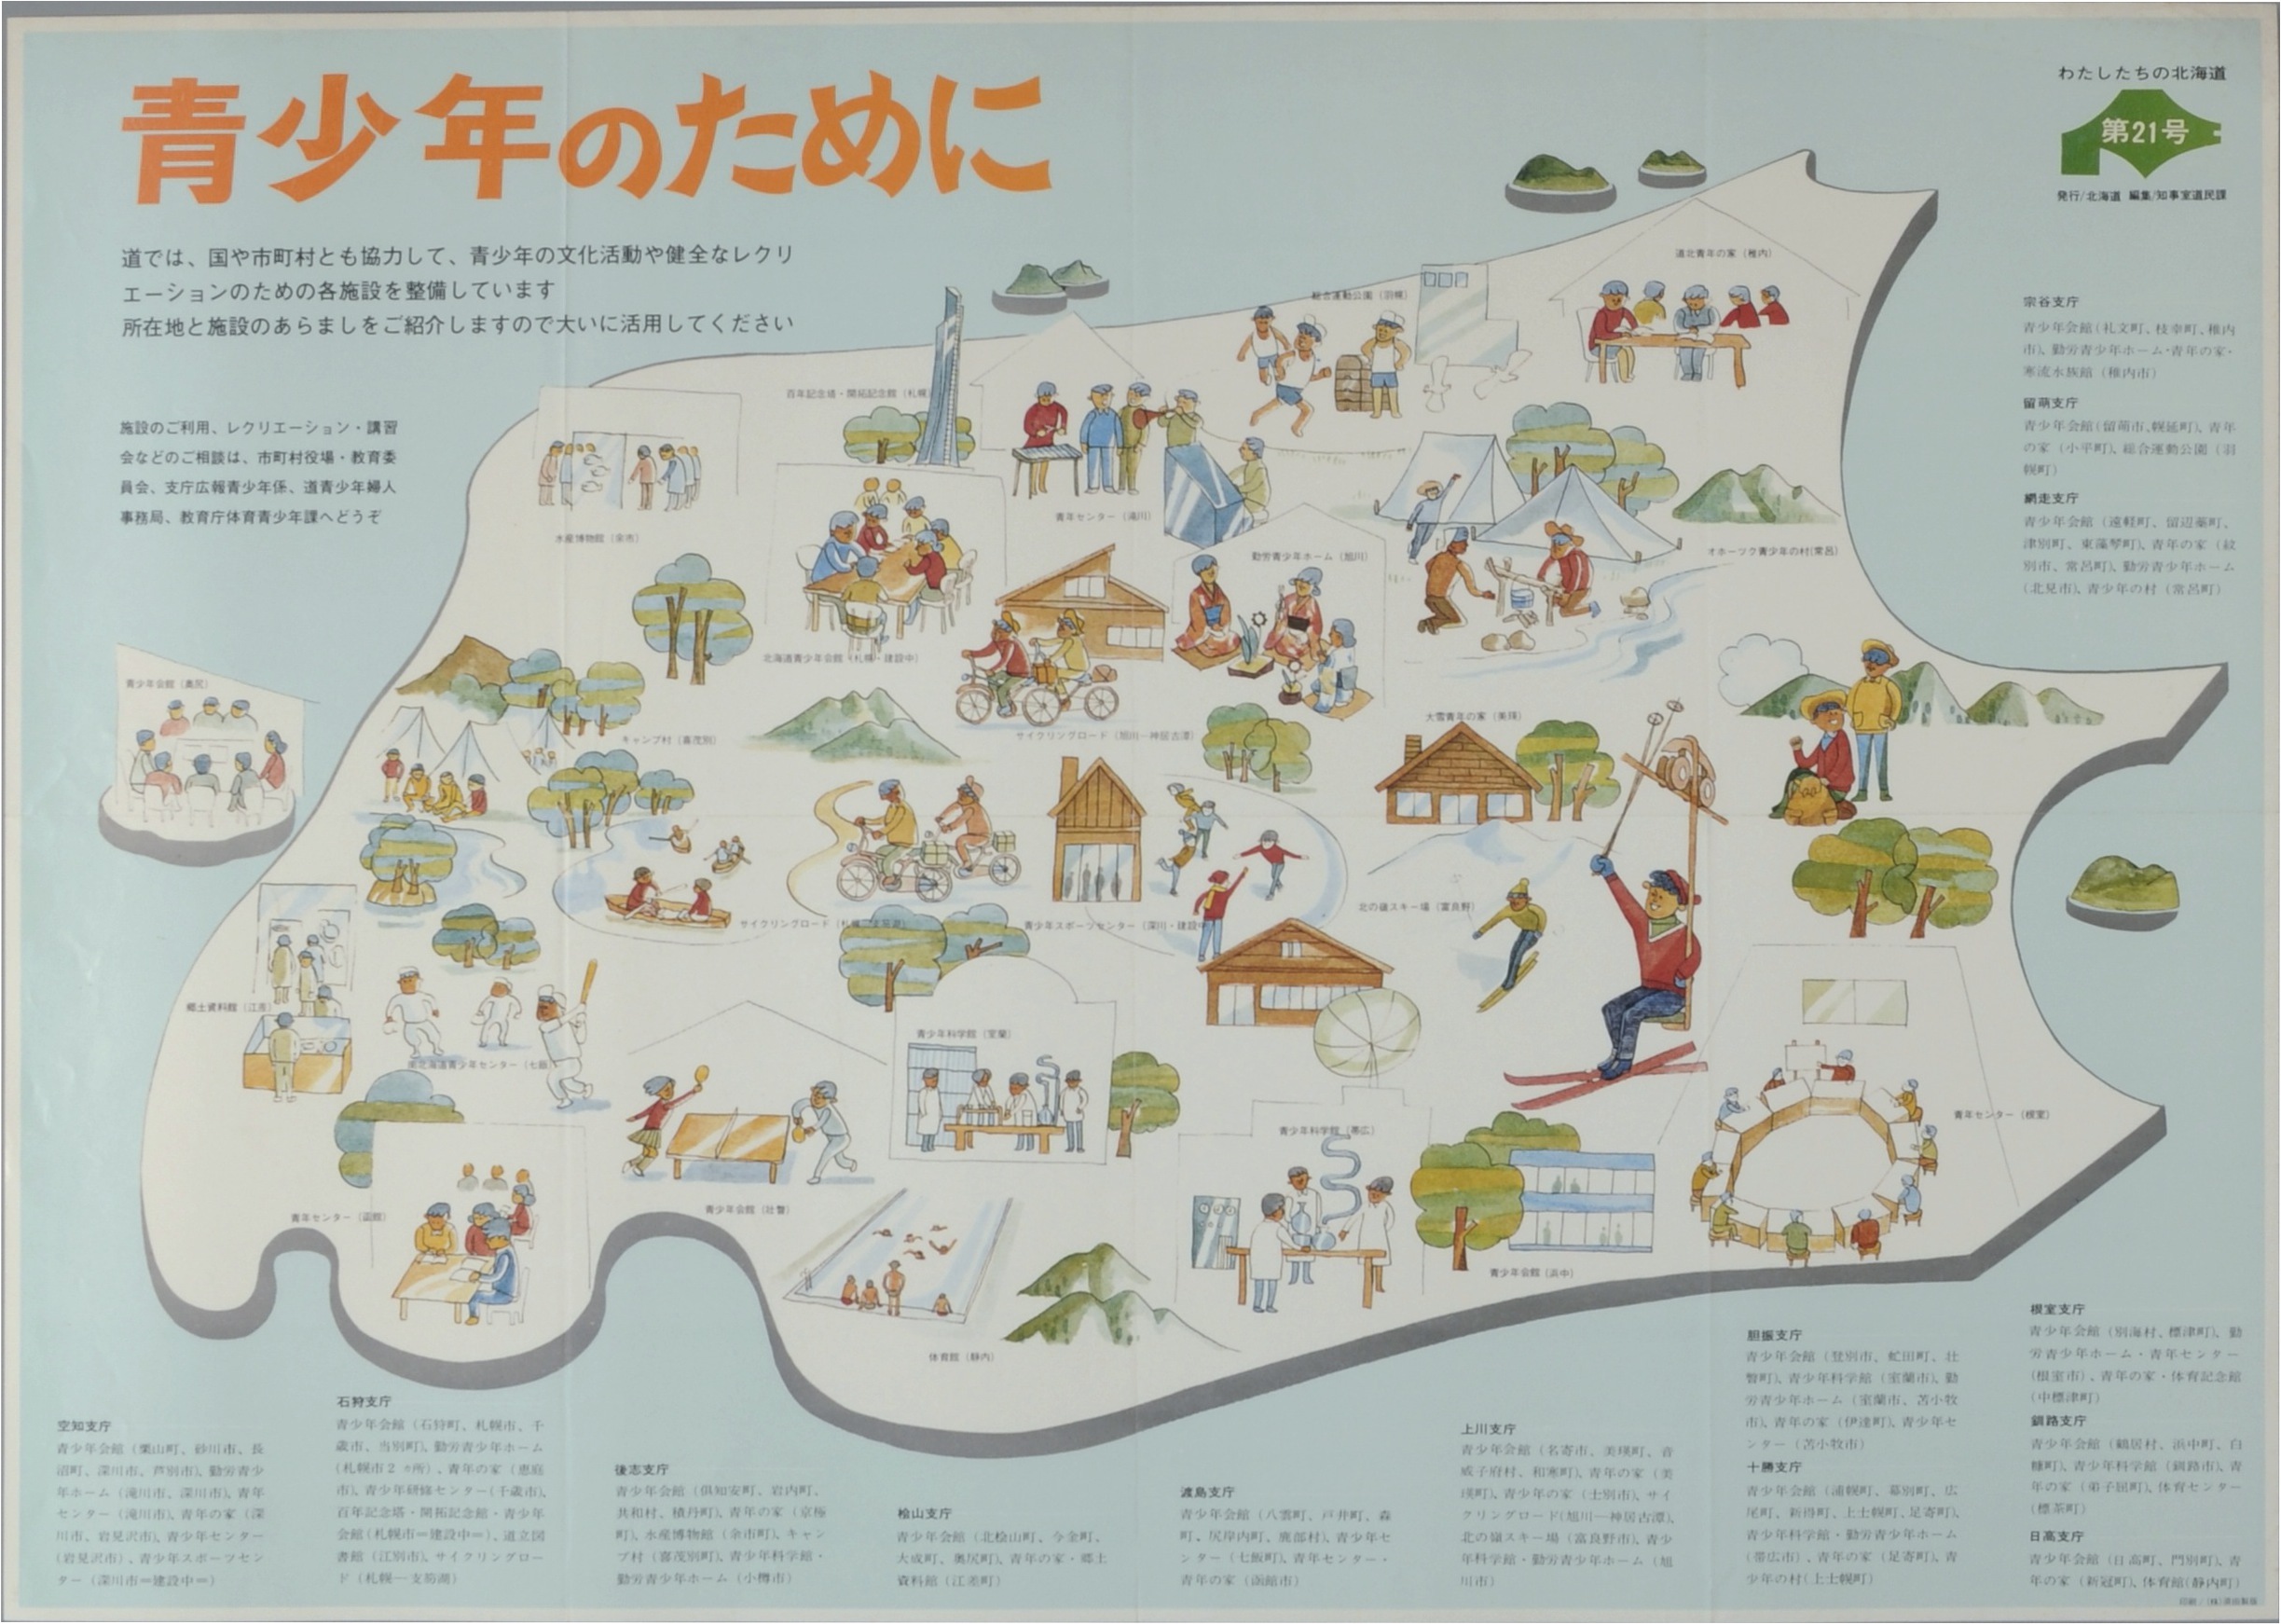 青少年のために
道では、国や市町村とも協力して、青少年の文化活動や健全なレクリ
エーションのための各施設を整備しています
所在地と施設のあらましをご紹介しますので大いに活用してください
施設のご利用、レクリエーション・講習
会などのご相談は、市町村役場・教育委
員会、支庁広報青少年係、道青少年婦人
事務局、教育庁体育青少年課へどうぞ
わたしたちの北海道
第21号
発行/北海道 編集/知事室道民課
道北青年の家（稚内）
総合運動公園（羽幌）
百年記念塔・開拓記念館（札幌）
青年センター（滝川）
水産博物館（余市）
勤労青少年ホーム（旭川）
オホーツク青少年の村(常呂)
北海道青少年会館（札幌・建設中）
青少年会館（奥尻）
キャンプ村（喜茂別）
サイクリングロード（旭川ー神居古潭）
大雪青年の家（美瑛）
サイクリングロード（札幌ー支笏湖）
青少年スポーツセンター（深川・建設中
北の嶺スキー場（富良野）
郷土資料館（江差）
南北海道青少年センター（七飯）
青少年科学館（室蘭）
青少年科学館（帯広）
青年センター（根室）
青年センター（函館）
青少年会館（壮瞥）
青少年会館（浜中）
体育館（静内）
宗谷支庁
青少年会館（礼文町、枝幸町、稚内
市)、勤労青少年ホーム・青年の家・
寒流水族館（稚内市）
留萌支庁
青少年会館（留萌市、幌延町)、青年
の家（小平町)、総合運動公園（羽
幌町）
網走支庁
青少年会館（遠軽町、留辺蘂町、
津別町、東藻琴町)、青年の家（紋
別市、常呂町)、勤労青少年ホーム
（北見市)、青少年の村（常呂町）
空知支庁
青少年会館（栗山町、砂川市、長
沼町、深川市、芦別市)、勤労青少
年ホーム（滝川市、深川市)、青年
センター（滝川市)、青年の家（深
川市、岩見沢市)、青少年センター
（岩見沢市）、青少年スポーツセン
ター（深川市＝建設中＝）
石狩支庁
青少年会館（石狩町、札幌市、千
歳市、当別町)、勤労青少年ホーム
（札幌市２ヵ所）、青年の家（恵庭
市)、青少年研修センター(千歳市)、
百年記念塔・開拓記念館・青少年
会館(札幌市＝建設中＝)、道立図
書館（江別市)、サイクリングロー
ド（札幌ー支笏湖）
後志支庁
青少年会館（倶知安町、岩内町、
共和村、積丹町)、青年の家（京極
町)、水産博物館（余市町)、キャン
プ村（喜茂別町)、青少年科学館・
勤労青少年ホーム（小樽市）
桧山支庁
青少年会館（北桧山町、今金町、
大成町、奥尻町)、青年の家・郷土
資料館（江差町）
渡島支庁
青少年会館（八雲町、戸井町、森
町、尻岸内町、鹿部村)、青少年セ
ンター（七飯町)、青年センター・
青年の家（函館市）
上川支庁
青少年会館（名寄市、美瑛町、音
威子府村、和寒町)、青年の家（美
瑛町)、青少年の家（士別市)、サイ
クリングロード(旭川ー神居古潭)、
北の嶺スキー場（富良野市)、青少
年科学館・勤労青少年ホーム（旭
川市）
胆振支庁
青少年会館（登別市、虻田町、壮
瞥町)、青少年科学館（室蘭市)、勤
労青少年ホーム（室蘭市、苫小牧
市)、青年の家（伊達町)、青少年セ
ンター（苫小牧市）
十勝支庁
青少年会館（浦幌町、幕別町、広
尾町、新得町、上士幌町、足寄町)、
青少年科学館・勤労青少年ホーム
（帯広市）、青年の家（足寄町)、青
少年の村(上士幌町)
根室支庁
青少年会館（別海村、標津町)、勤
労青少年ホーム・青年センター
（根室市）、青年の家・体育記念館
（中標津町）
釧路支庁
青少年会館（鶴居村、浜中町、白
糠町)、青少年科学館（釧路市)、青
年の家（弟子屈町)、体育センター
（標茶町）
日高支庁
青少年会館（日高町、門別町)、青
年の家（新冠町)、体育館(静内町)